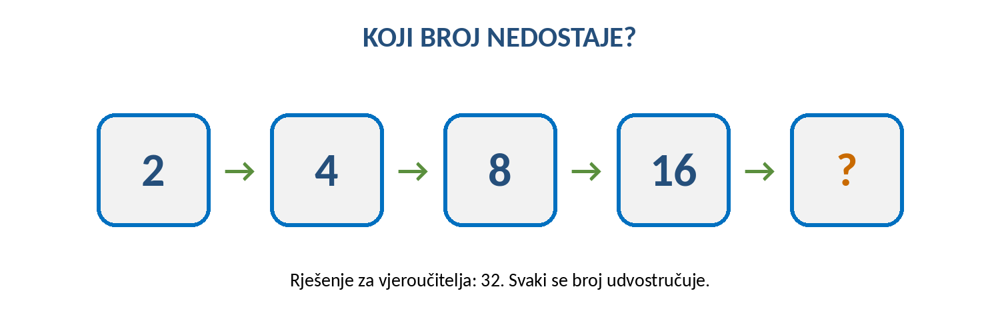 KOJI BROJ NEDOSTAJE?
2 → 4 → 8 → 16 → ?
Rješenje za vjeroučitelja: 32. Svaki se broj udvostručuje.